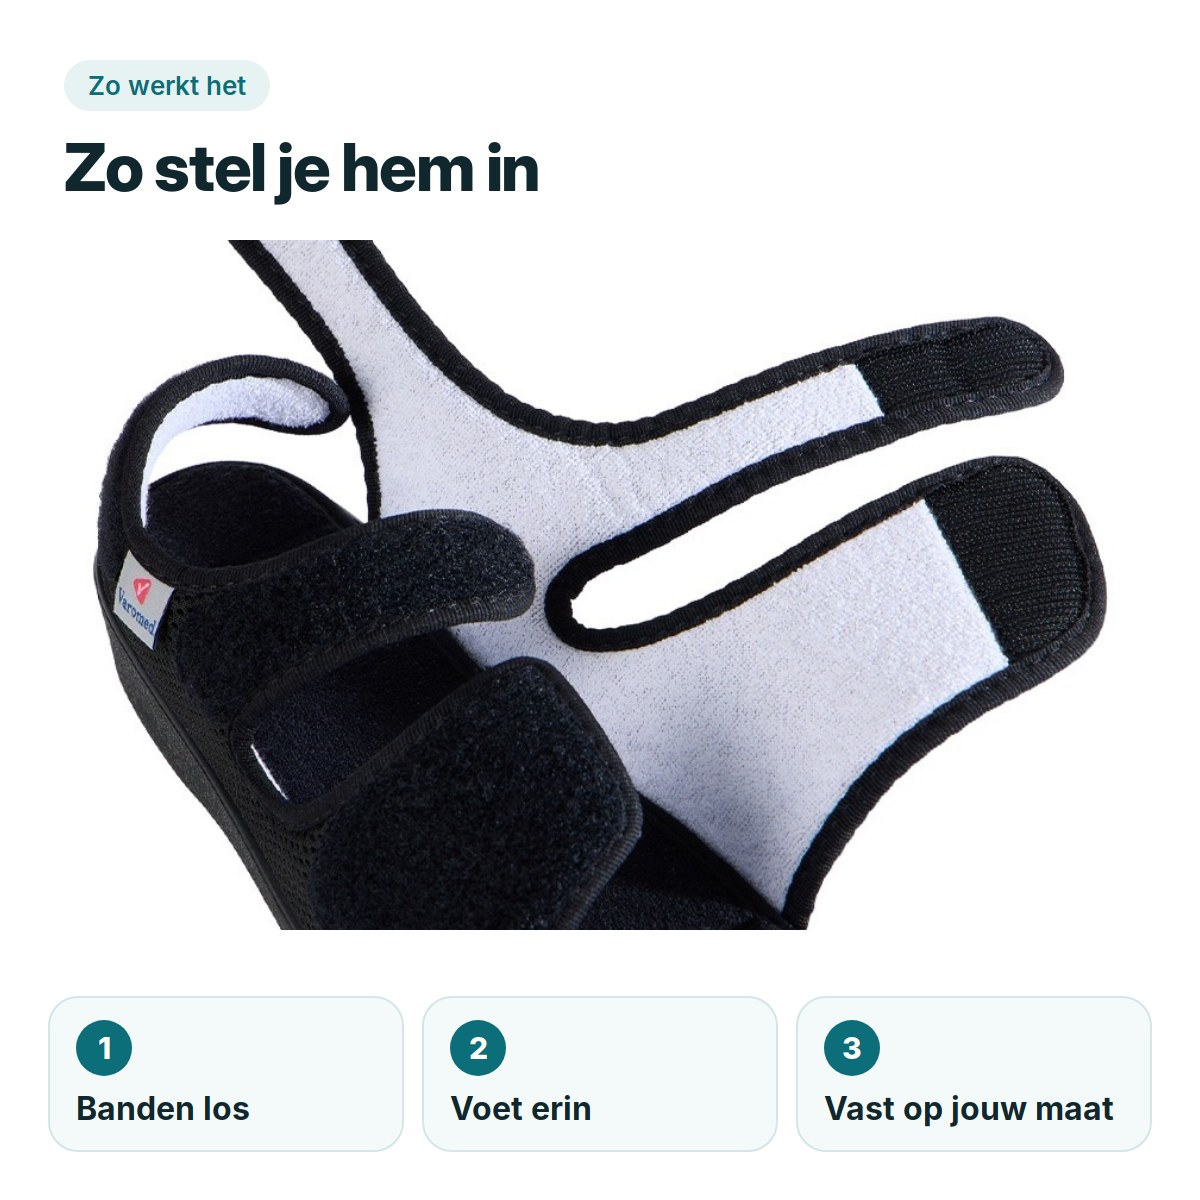 Zo werkt het
Zo stel je hem in
Varomed
1
Banden los
2
Voet erin
3
Vast op jouw maat